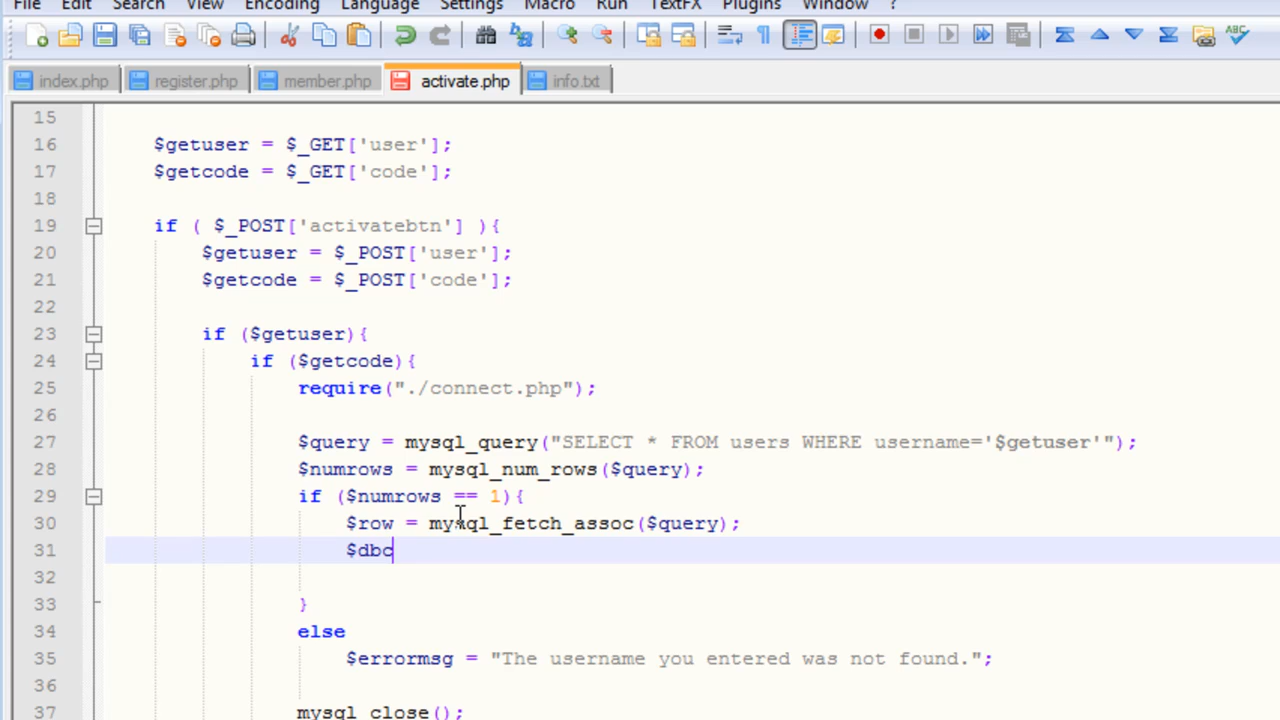 File Edit Search View Encoding Language Settings Macro Run TextFX Plugins Window ?
index.php register.php member.php activate.php info.txt
15
16 $getuser = $_GET['user'];
17 $getcode = $_GET['code'];
18
19 if ( $_POST['activatebtn'] ){
20 $getuser = $_POST['user'];
21 $getcode = $_POST['code'];
22
23 if ($getuser){
24 if ($getcode){
25 require("./connect.php");
26
27 $query = mysql_query("SELECT * FROM users WHERE username='$getuser'");
28 $numrows = mysql_num_rows($query);
29 if ($numrows == 1){
30 $row = mysql_fetch_assoc($query);
31 $dbc
32
33 }
34 else
35 $errormsg = "The username you entered was not found.";
36
37 mysql_close();